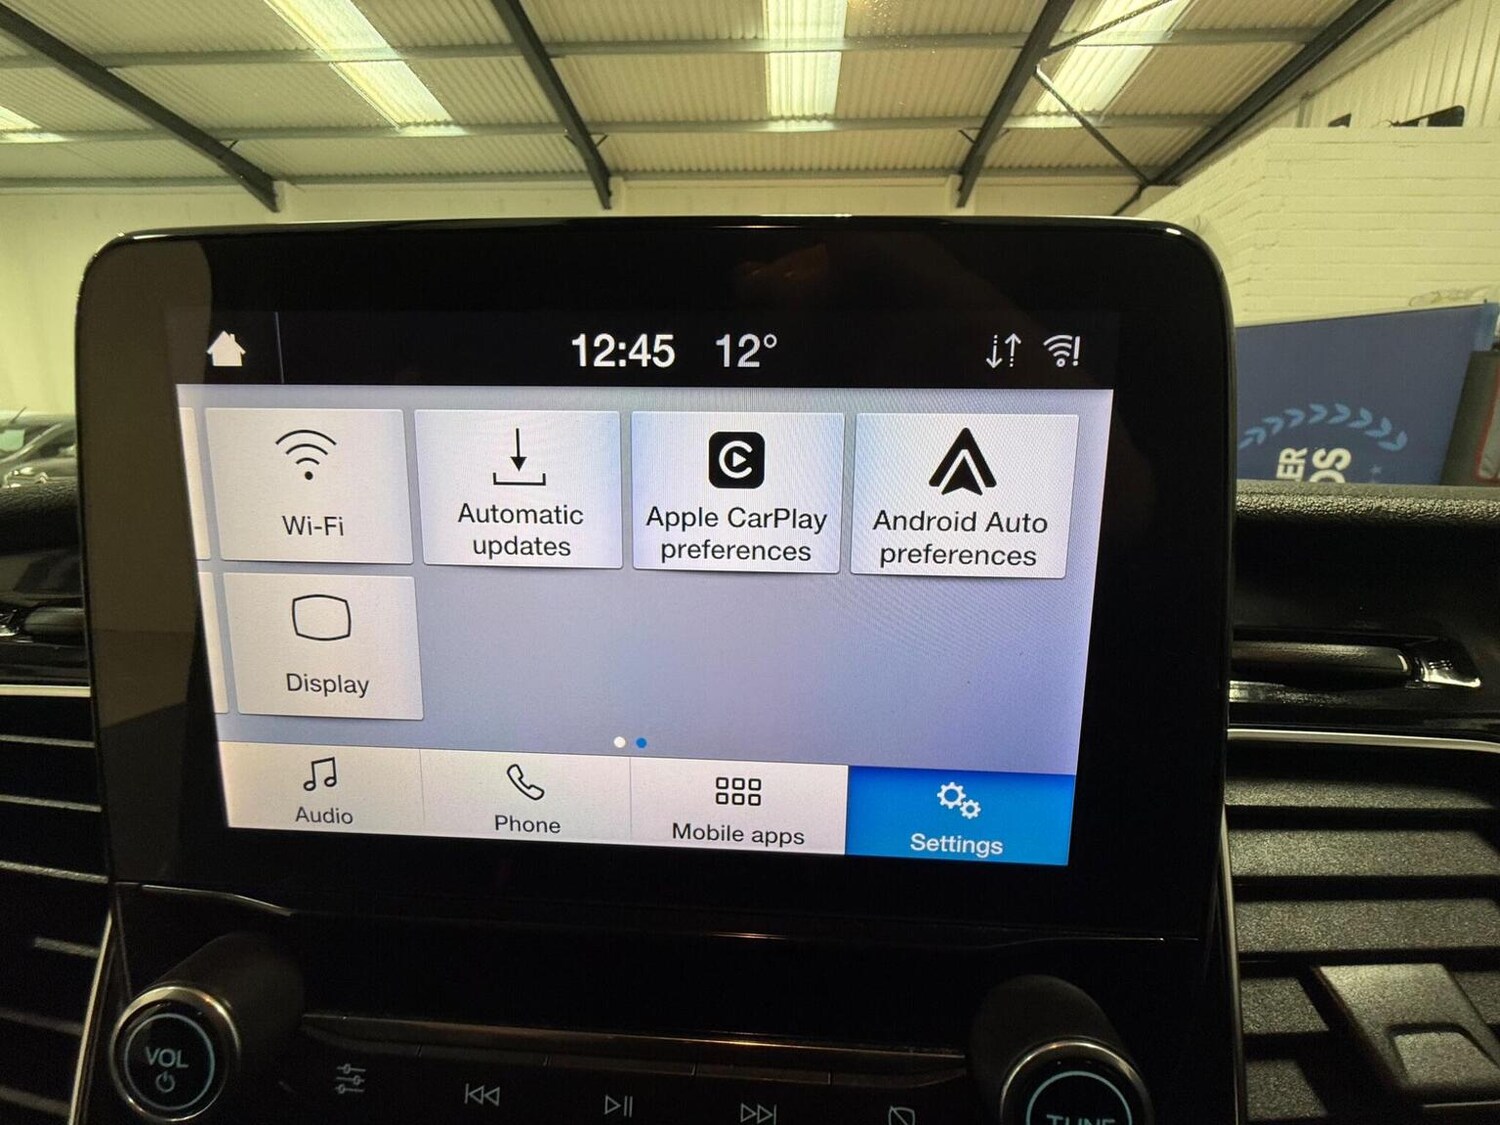 12:45 12°
Wi-Fi
Automatic
updates
Apple CarPlay
preferences
Android Auto
preferences
Display
Audio
Phone
Mobile apps
Settings
VOL
TUNE